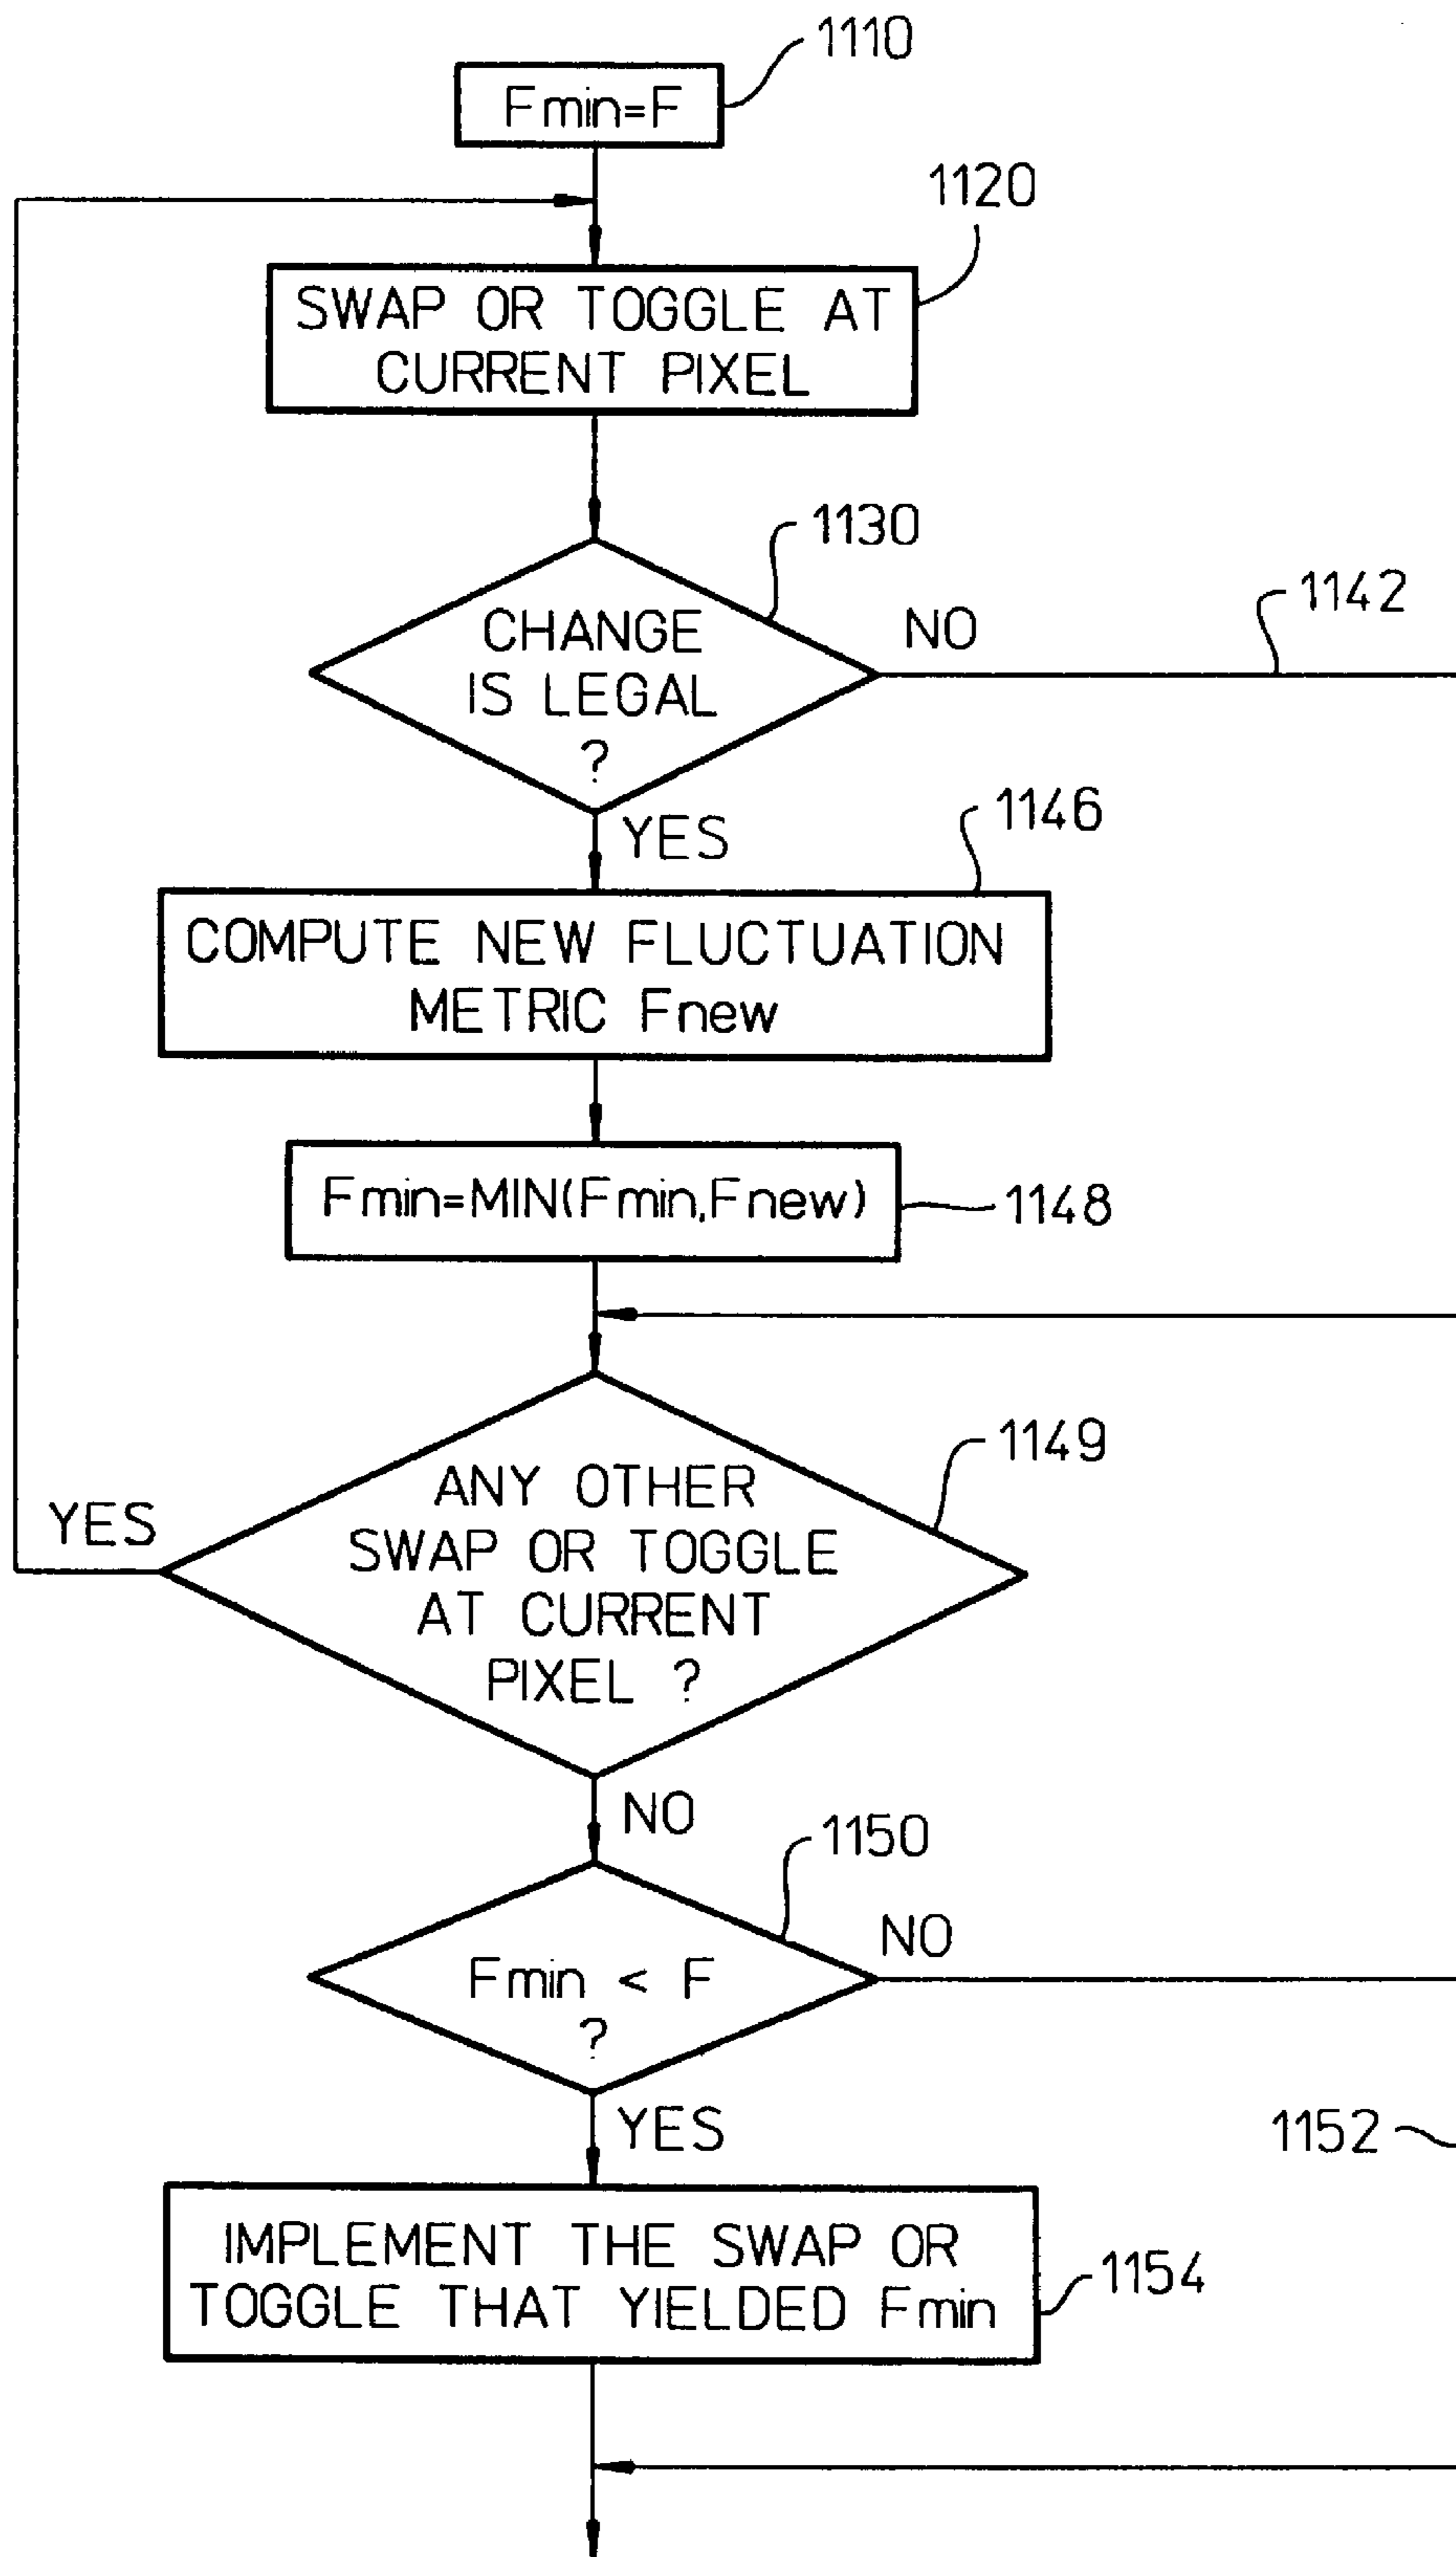 1110
Fmin=F
1120
SWAP OR TOGGLE AT
CURRENT PIXEL
1130
CHANGE
IS LEGAL
?
NO
1142
YES
1146
COMPUTE NEW FLUCTUATION
METRIC Fnew
Fmin=MIN(Fmin,Fnew)
1148
1149
ANY OTHER
SWAP OR TOGGLE
AT CURRENT
PIXEL ?
YES
NO
1150
Fmin < F
?
NO
YES
1152
IMPLEMENT THE SWAP OR
TOGGLE THAT YIELDED Fmin
1154